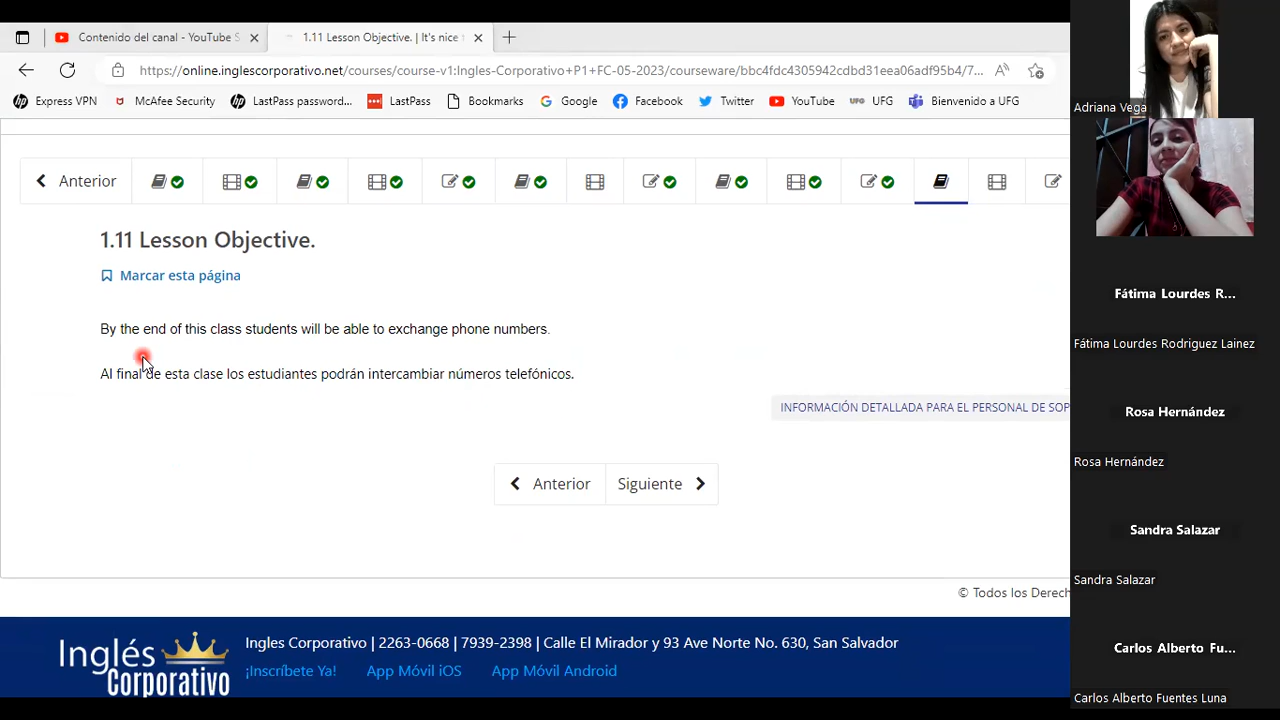 Contenido del canal - YouTube S
1.11 Lesson Objective. | It's nice t
https://online.inglescorporativo.net/courses/course-v1:Ingles-Corporativo+P1+FC-05-2023/courseware/bbc4fdc4305942cdbd31eea06adf95b4/7...
Express VPN
McAfee Security
LastPass password...
LastPass
Bookmarks
Google
Facebook
Twitter
YouTube
UFG
Bienvenido a UFG
Anterior
1.11 Lesson Objective.
Marcar esta página
By the end of this class students will be able to exchange phone numbers.
Al final de esta clase los estudiantes podrán intercambiar números telefónicos.
INFORMACIÓN DETALLADA PARA EL PERSONAL DE SOP
Anterior
Siguiente
© Todos los Derech
Inglés
Corporativo
Ingles Corporativo | 2263-0668 | 7939-2398 | Calle El Mirador y 93 Ave Norte No. 630, San Salvador
¡Inscríbete Ya!
App Móvil iOS
App Móvil Android
Adriana Vega
Fátima Lourdes R...
Fátima Lourdes Rodriguez Lainez
Rosa Hernández
Rosa Hernández
Sandra Salazar
Sandra Salazar
Carlos Alberto Fu...
Carlos Alberto Fuentes Luna